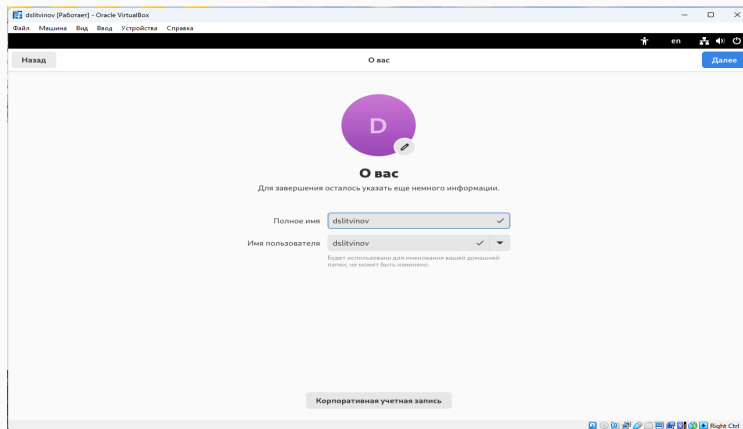 dslitvinov [Работает] - Oracle VirtualBox
Файл Машина Вид Ввод Устройства Справка
en
Назад О вас Далее
D
О вас
Для завершения осталось указать еще немного информации.
Полное имя dslitvinov
Имя пользователя dslitvinov
Будет использовано для именования вашей домашней
папки; не может быть изменено.
Корпоративная учетная запись
Right Ctrl